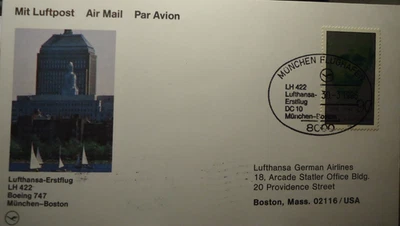 Mit Luftpost Air Mail Par Avion
MÜNCHEN FLUGHAFEN
LH 422
Lufthansa-
Erstflug
DC 10
München-Boston
8000
Lufthansa-Erstflug
LH 422
Boeing 747
München-Boston
Lufthansa German Airlines
18, Arcade Statler Office Bldg.
20 Providence Street
Boston, Mass. 02116/USA